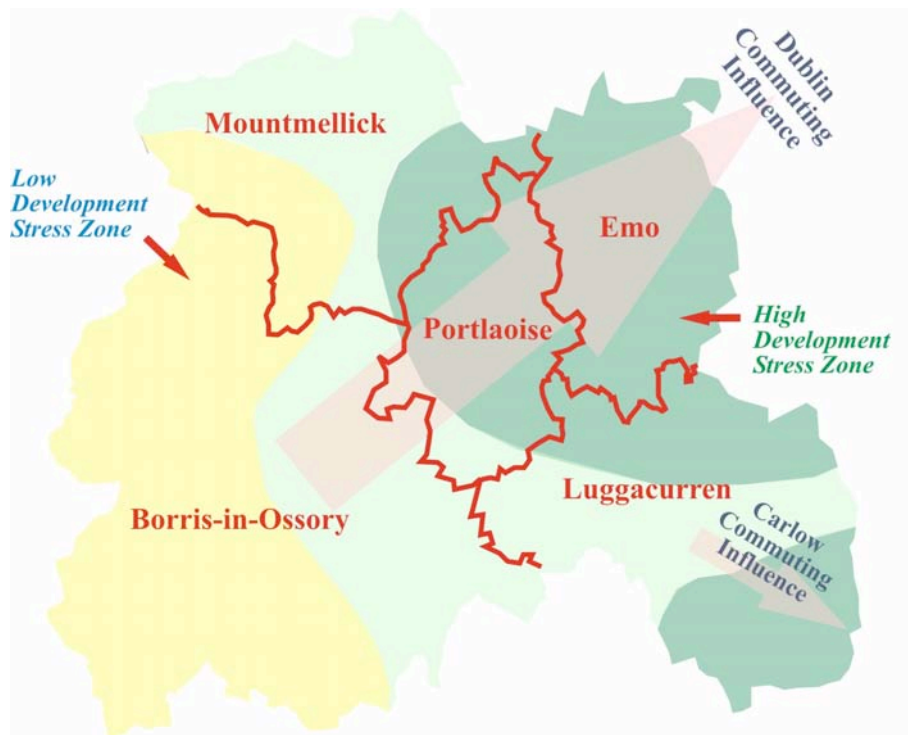 Dublin
Commuting
Influence
Mountmellick
Low
Development
Stress Zone
Emo
Portlaoise
High
Development
Stress Zone
Luggacurren
Borris-in-Ossory
Carlow
Commuting
Influence